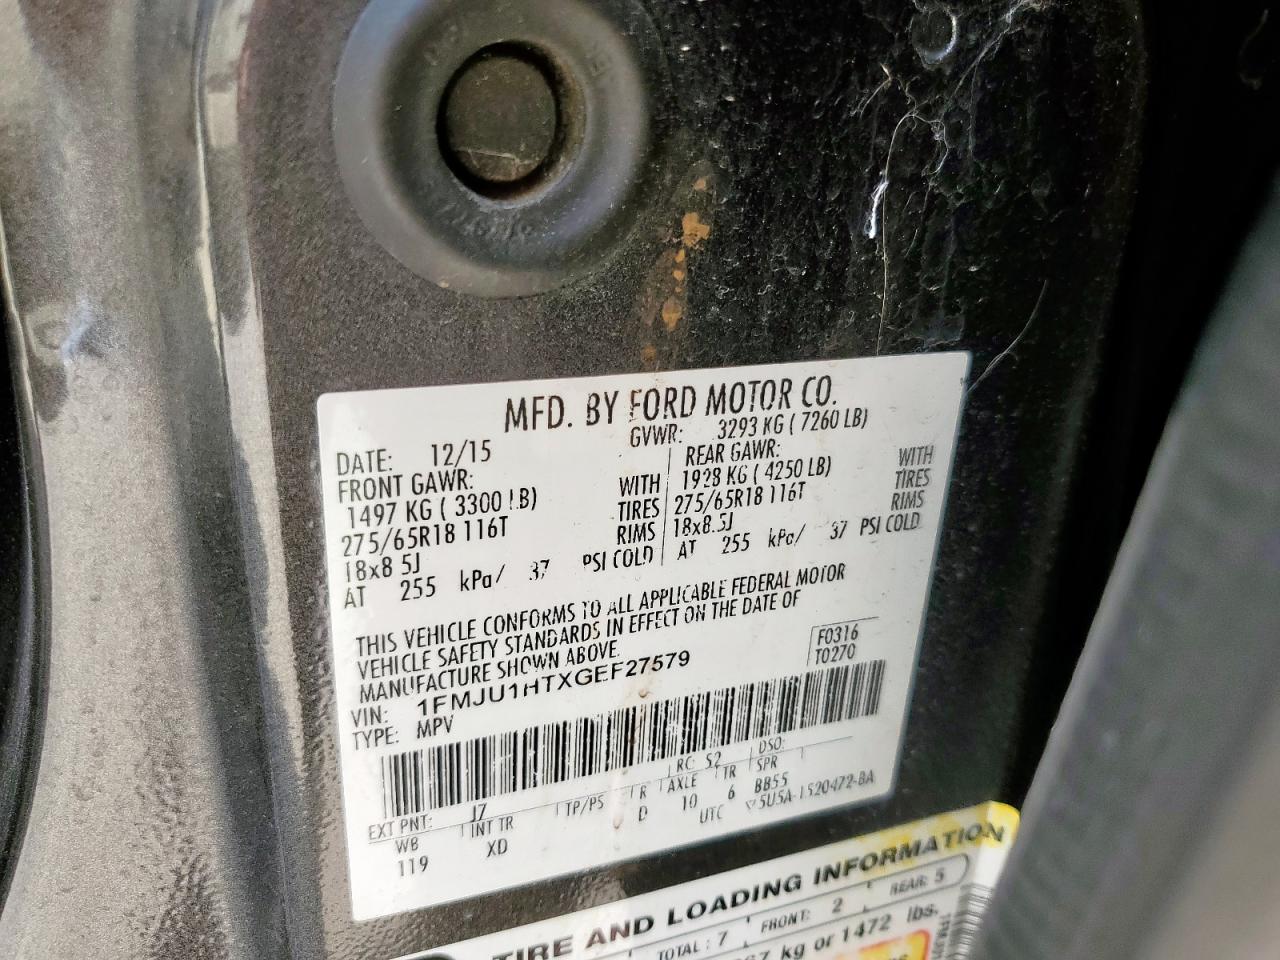 MFD. BY FORD MOTOR CO.
DATE: 12/15 GVWR: 3293 KG ( 7260 LB)
FRONT GAWR: REAR GAWR:
1497 KG ( 3300 LB) WITH 1928 KG ( 4250 LB) WITH
275/65R18 116T TIRES 275/65R18 116T TIRES
18x8.5J RIMS 18x8.5J RIMS
AT 255 kPa/ 37 PSI COLD AT 255 kPa/ 37 PSI COLD
THIS VEHICLE CONFORMS TO ALL APPLICABLE FEDERAL MOTOR
VEHICLE SAFETY STANDARDS IN EFFECT ON THE DATE OF
MANUFACTURE SHOWN ABOVE.
F0316
T0270
VIN: 1FMJU1HTXGEF27579
TYPE: MPV
EXT PNT: J7 RC: 52 DSO:
WB INT TR TP/PS R AXLE TR SPR
119 XD D 10 6 BB55
UTC 5U5A-1520472-BA
TIRE AND LOADING INFORMATION
TOTAL: 7 FRONT: 2 REAR: 5
kg or 1472 lbs.